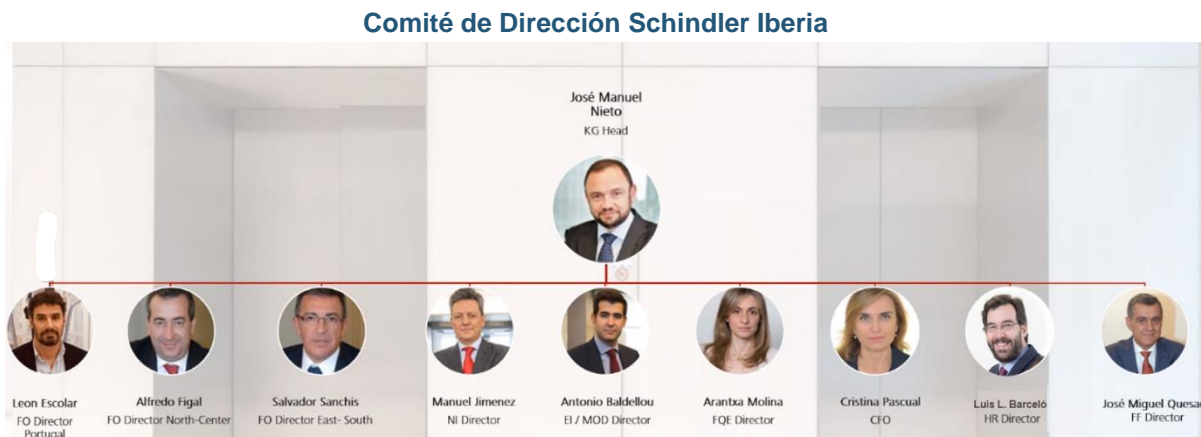 Comité de Dirección Schindler Iberia
José Manuel
Nieto
KG Head
Leon Escolar
FO Director
Portugal
Alfredo Figal
FO Director North-Center
Salvador Sanchis
FO Director East- South
Manuel Jimenez
NI Director
Antonio Baldellou
EI / MOD Director
Arantxa Molina
FQE Director
Cristina Pascual
CFO
Luis L. Barceló
HR Director
José Miguel Quesa
FF Director